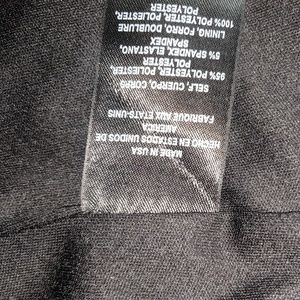 MADE IN USA
HECHO EN ESTADOS UNIDOS DE
AMERICA
FABRIQUE AUX ETATS-UNIS
SELF, CUERPO, CORPS
95% POLYESTER, POLIESTER,
POLYESTER
5% SPANDEX, ELASTANO,
SPANDEX
LINING, FORRO, DOUBLURE
100% POLYESTER, POLIESTER,
POLYESTER